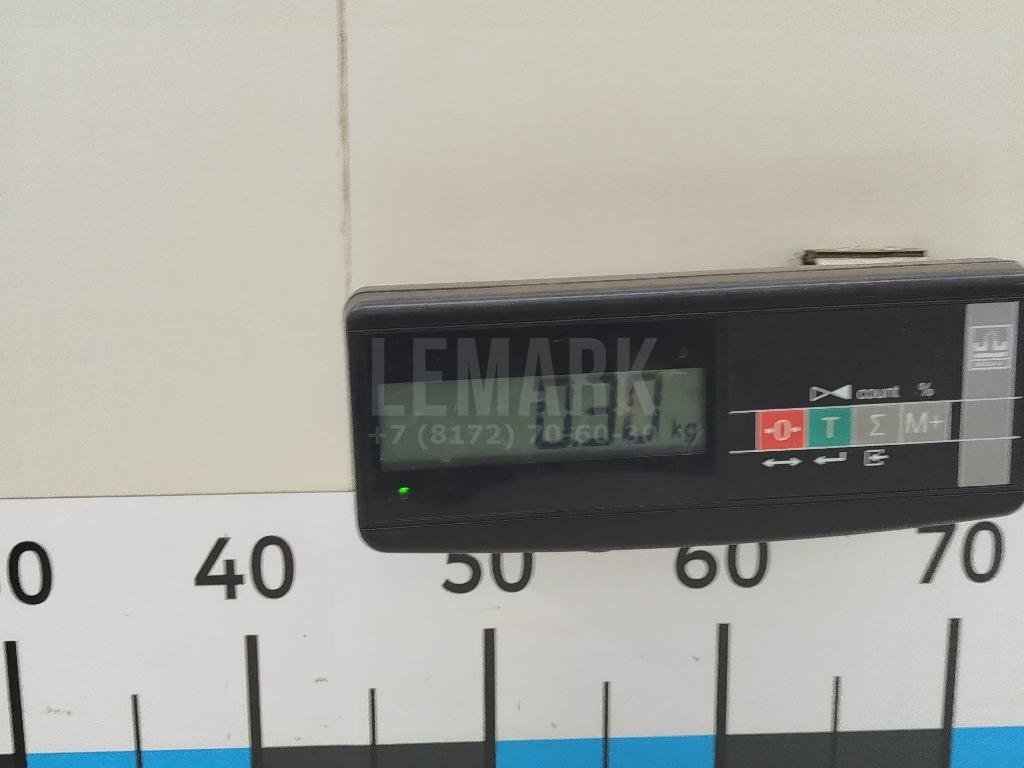 LEMARK
+7 (8172) 70-60-30
kg
count %
0 T Σ M+
40 50 60 70